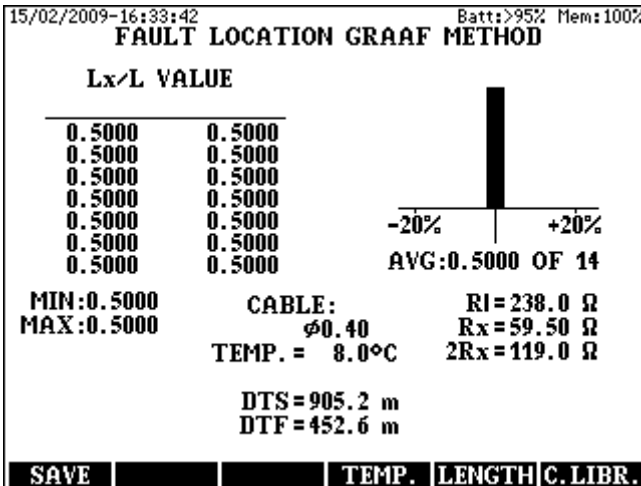 15/02/2009-16:33:42 Batt:>95% Mem:100%
FAULT LOCATION GRAAF METHOD
Lx/L VALUE
0.5000 0.5000
0.5000 0.5000
0.5000 0.5000
0.5000 0.5000
0.5000 0.5000
0.5000 0.5000
0.5000 0.5000
-20% +20%
AVG:0.5000 OF 14
MIN:0.5000
MAX:0.5000
CABLE:
ø0.40
TEMP.= 8.0ºC
Rl=238.0 Ω
Rx=59.50 Ω
2Rx=119.0 Ω
DTS=905.2 m
DTF=452.6 m
SAVE TEMP. LENGTH C.LIBR.